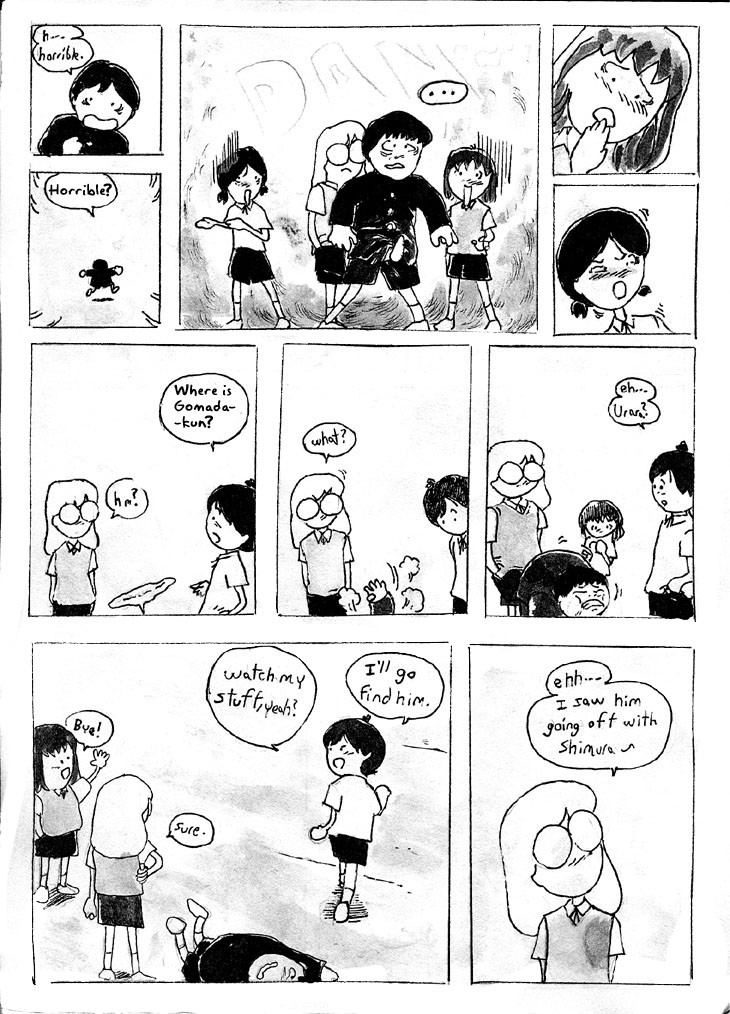 DAN
...
h...
horrible.
Horrible?
eh...
Urara?
what?
Where is
Gomada-
-kun?
hm?
ehh...
I saw him
going off with
Shimura ~
I'll go
find him.
watch my
stuff, yeah?
Sure.
Bye!